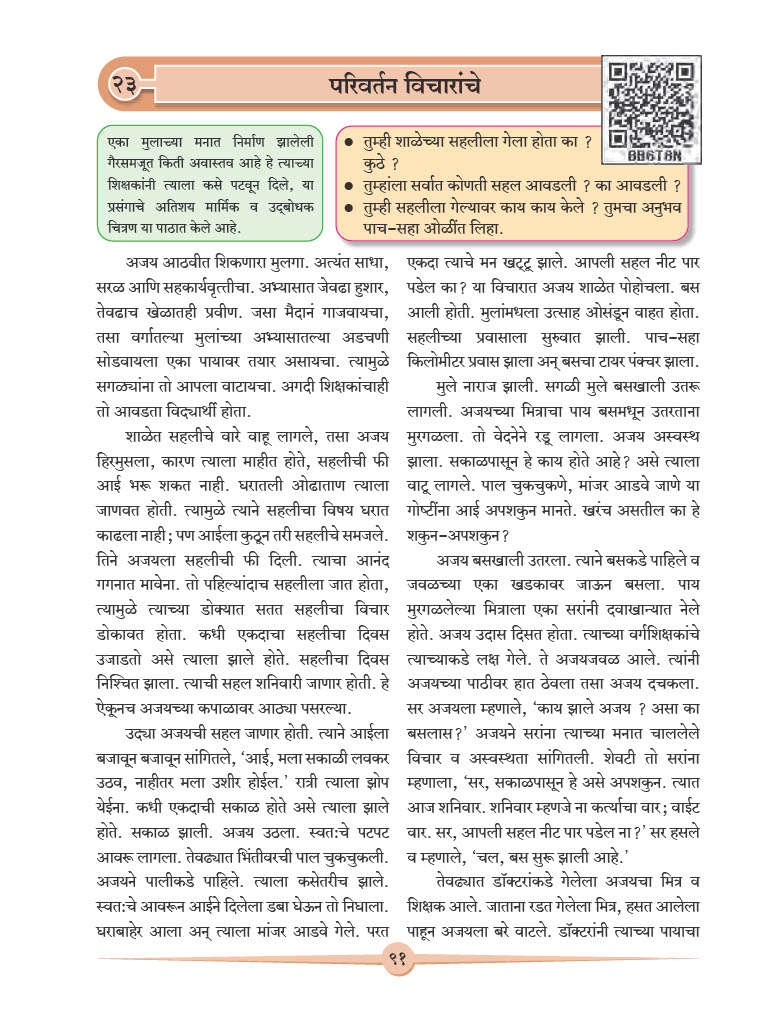 २३
परिवर्तन विचारांचे
BB6T8N
एका मुलाच्या मनात निर्माण झालेली
गैरसमजूत किती अवास्तव आहे हे त्याच्या
शिक्षकांनी त्याला कसे पटवून दिले, या
प्रसंगाचे अतिशय मार्मिक व उद्‌बोधक
चित्रण या पाठात केले आहे.
● तुम्ही शाळेच्या सहलीला गेला होता का ?
कुठे ?
● तुम्हांला सर्वात कोणती सहल आवडली ? का आवडली ?
● तुम्ही सहलीला गेल्यावर काय काय केले ? तुमचा अनुभव
पाच-सहा ओळींत लिहा.
अजय आठवीत शिकणारा मुलगा. अत्यंत साधा,
सरळ आणि सहकार्यवृत्तीचा. अभ्यासात जेवढा हुशार,
तेवढाच खेळातही प्रवीण. जसा मैदानं गाजवायचा,
तसा वर्गातल्या मुलांच्या अभ्यासातल्या अडचणी
सोडवायला एका पायावर तयार असायचा. त्यामुळे
सगळ्यांना तो आपला वाटायचा. अगदी शिक्षकांचाही
तो आवडता विद्यार्थी होता.
शाळेत सहलीचे वारे वाहू लागले, तसा अजय
हिरमुसला, कारण त्याला माहीत होते, सहलीची फी
आई भरू शकत नाही. घरातली ओढाताण त्याला
जाणवत होती. त्यामुळे त्याने सहलीचा विषय घरात
काढला नाही; पण आईला कुठून तरी सहलीचे समजले.
तिने अजयला सहलीची फी दिली. त्याचा आनंद
गगनात मावेना. तो पहिल्यांदाच सहलीला जात होता,
त्यामुळे त्याच्या डोक्यात सतत सहलीचा विचार
डोकावत होता. कधी एकदाचा सहलीचा दिवस
उजाडतो असे त्याला झाले होते. सहलीचा दिवस
निश्चित झाला. त्याची सहल शनिवारी जाणार होती. हे
ऐकूनच अजयच्या कपाळावर आठ्या पसरल्या.
उद्या अजयची सहल जाणार होती. त्याने आईला
बजावून बजावून सांगितले, ‘आई, मला सकाळी लवकर
उठव, नाहीतर मला उशीर होईल.’ रात्री त्याला झोप
येईना. कधी एकदाची सकाळ होते असे त्याला झाले
होते. सकाळ झाली. अजय उठला. स्वत:चे पटपट
आवरू लागला. तेवढ्यात भिंतीवरची पाल चुकचुकली.
अजयने पालीकडे पाहिले. त्याला कसेतरीच झाले.
स्वत:चे आवरून आईने दिलेला डबा घेऊन तो निघाला.
घराबाहेर आला अन् त्याला मांजर आडवे गेले. परत
एकदा त्याचे मन खट्टू झाले. आपली सहल नीट पार
पडेल का? या विचारात अजय शाळेत पोहोचला. बस
आली होती. मुलांमधला उत्साह ओसंडून वाहत होता.
सहलीच्या प्रवासाला सुरुवात झाली. पाच-सहा
किलोमीटर प्रवास झाला अन् बसचा टायर पंक्चर झाला.
मुले नाराज झाली. सगळी मुले बसखाली उतरू
लागली. अजयच्या मित्राचा पाय बसमधून उतरताना
मुरगळला. तो वेदनेने रडू लागला. अजय अस्वस्थ
झाला. सकाळपासून हे काय होते आहे? असे त्याला
वाटू लागले. पाल चुकचुकणे, मांजर आडवे जाणे या
गोष्टींना आई अपशकुन मानते. खरंच असतील का हे
शकुन-अपशकुन?
अजय बसखाली उतरला. त्याने बसकडे पाहिले व
जवळच्या एका खडकावर जाऊन बसला. पाय
मुरगळलेल्या मित्राला एका सरांनी दवाखान्यात नेले
होते. अजय उदास दिसत होता. त्याच्या वर्गशिक्षकांचे
त्याच्याकडे लक्ष गेले. ते अजयजवळ आले. त्यांनी
अजयच्या पाठीवर हात ठेवला तसा अजय दचकला.
सर अजयला म्हणाले, ‘काय झाले अजय ? असा का
बसलास?’ अजयने सरांना त्याच्या मनात चाललेले
विचार व अस्वस्थता सांगितली. शेवटी तो सरांना
म्हणाला, ‘सर, सकाळपासून हे असे अपशकुन. त्यात
आज शनिवार. शनिवार म्हणजे ना कर्त्याचा वार; वाईट
वार. सर, आपली सहल नीट पार पडेल ना?’ सर हसले
व म्हणाले, ‘चल, बस सुरू झाली आहे.’
तेवढ्यात डॉक्टरांकडे गेलेला अजयचा मित्र व
शिक्षक आले. जाताना रडत गेलेला मित्र, हसत आलेला
पाहून अजयला बरे वाटले. डॉक्टरांनी त्याच्या पायाचा
९१